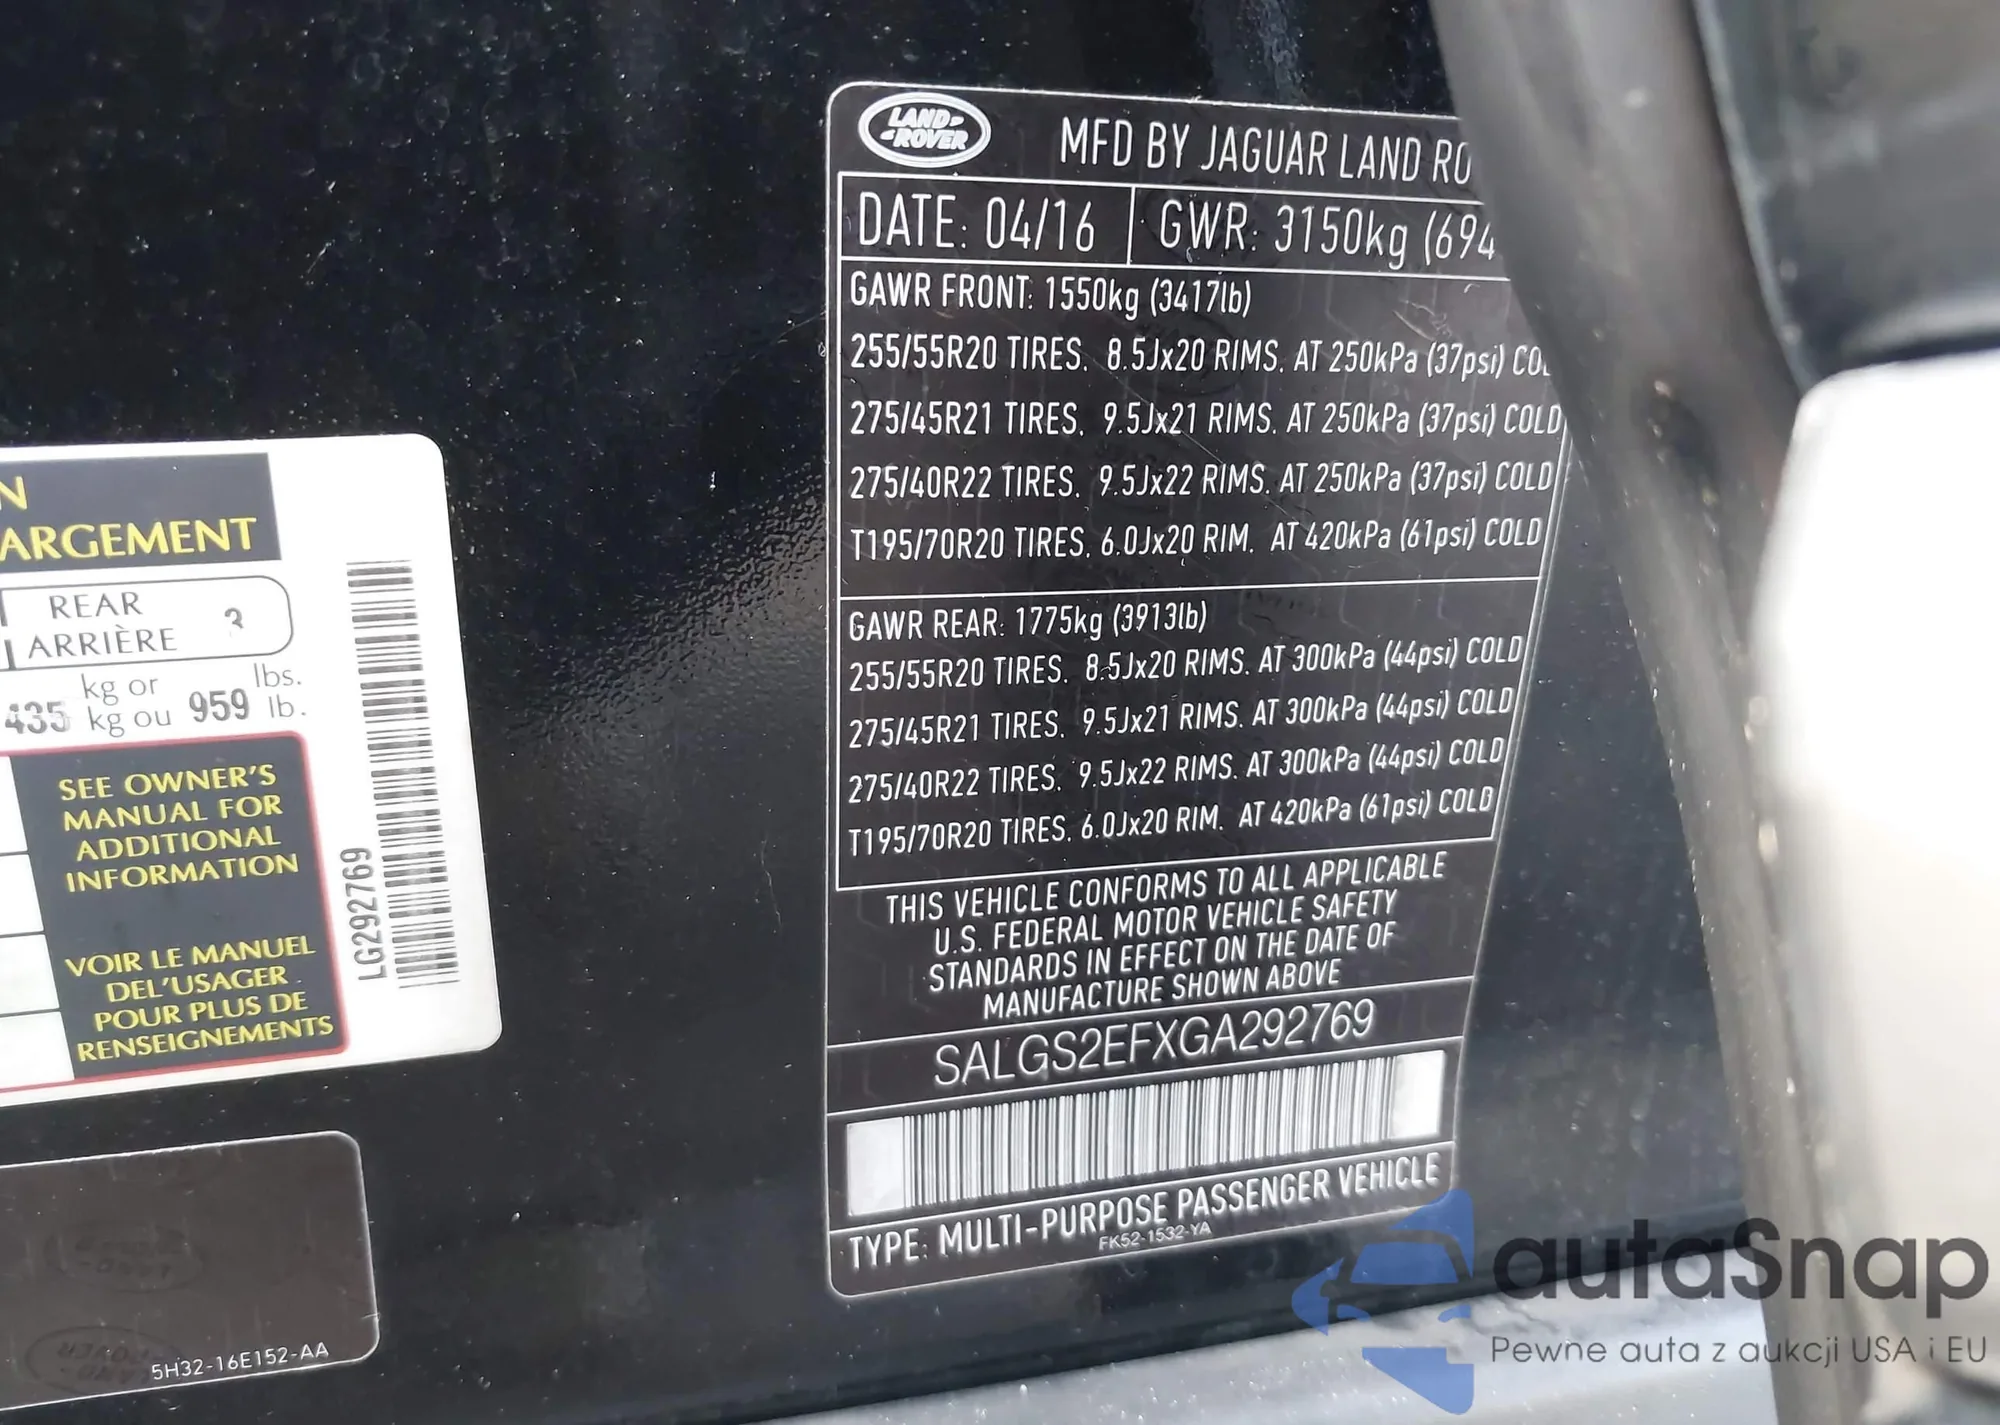 LAND-
-ROVER
MFD BY JAGUAR LAND RO
DATE: 04/16
GWR: 3150kg (694
GAWR FRONT: 1550kg (3417lb)
255/55R20 TIRES. 8.5Jx20 RIMS. AT 250kPa (37psi) CO
275/45R21 TIRES. 9.5Jx21 RIMS. AT 250kPa (37psi) COLD
275/40R22 TIRES. 9.5Jx22 RIMS. AT 250kPa (37psi) COLD
T195/70R20 TIRES. 6.0Jx20 RIM. AT 420kPa (61psi) COLD
GAWR REAR: 1775kg (3913lb)
255/55R20 TIRES. 8.5Jx20 RIMS. AT 300kPa (44psi) COLD
275/45R21 TIRES. 9.5Jx21 RIMS. AT 300kPa (44psi) COLD
275/40R22 TIRES. 9.5Jx22 RIMS. AT 300kPa (44psi) COLD
T195/70R20 TIRES. 6.0Jx20 RIM. AT 420kPa (61psi) COLD
THIS VEHICLE CONFORMS TO ALL APPLICABLE
U.S. FEDERAL MOTOR VEHICLE SAFETY
STANDARDS IN EFFECT ON THE DATE OF
MANUFACTURE SHOWN ABOVE
SALGS2EFXGA292769
TYPE: MULTI-PURPOSE PASSENGER VEHICLE
FK52-1532-YA
N
ARGEMENT
REAR
ARRIÈRE 3
435 kg or
kg ou 959 lbs.
lb.
SEE OWNER'S
MANUAL FOR
ADDITIONAL
INFORMATION
VOIR LE MANUEL
DEL'USAGER
POUR PLUS DE
RENSEIGNEMENTS
LG292769
5H32-16E152-AA
autaSnap
Pewne auta z aukcji USA i EU